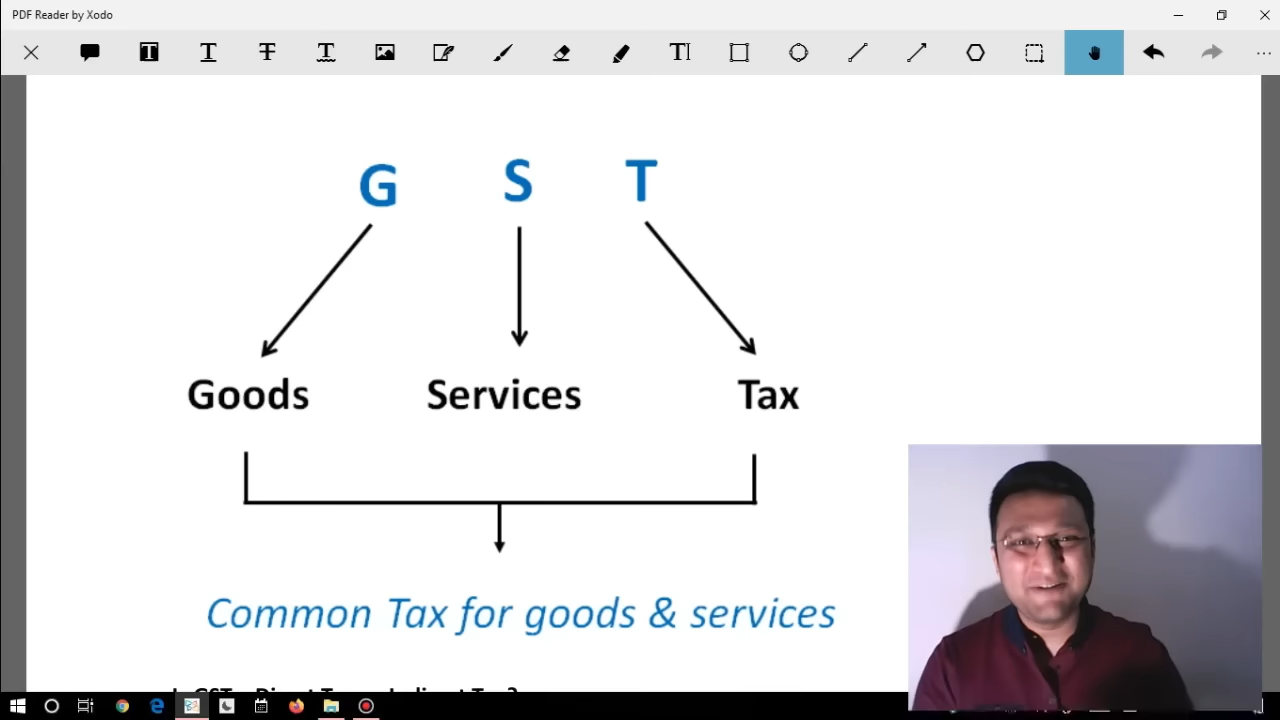 PDF Reader by Xodo
G S T
Goods Services Tax
Common Tax for goods & services